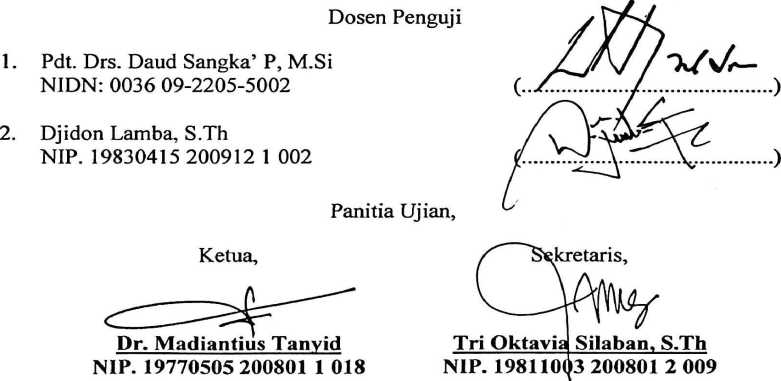 Dosen Penguji
1. Pdt. Drs. Daud Sangka' P, M.Si
NIDN: 0036 09-2205-5002
(..............................................)
2. Djidon Lamba, S.Th
NIP. 19830415 200912 1 002
(..............................................)
Panitia Ujian,
Ketua,
Sekretaris,
Dr. Madiantius Tanyid
Tri Oktavia Silaban, S.Th
NIP. 19770505 200801 1 018
NIP. 19811003 200801 2 009